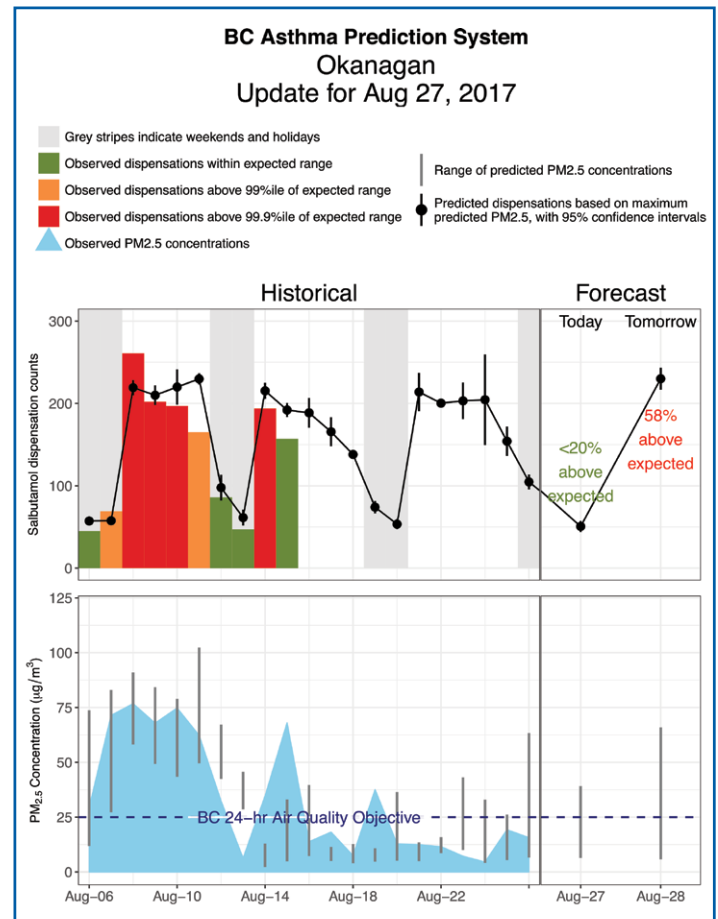 BC Asthma Prediction System
Okanagan
Update for Aug 27, 2017
Grey stripes indicate weekends and holidays
Observed dispensations within expected range
Observed dispensations above 99%ile of expected range
Observed dispensations above 99.9%ile of expected range
Observed PM2.5 concentrations
Range of predicted PM2.5 concentrations
Predicted dispensations based on maximum
predicted PM2.5, with 95% confidence intervals
Historical
Forecast
Today
Tomorrow
Salbutamol dispensation counts
300
200
100
0
<20%
above
expected
58%
above
expected
PM2.5 Concentration (μg/m³)
125
100
75
50
25
0
BC 24–hr Air Quality Objective
Aug–06
Aug–10
Aug–14
Aug–18
Aug–22
Aug–27
Aug–28